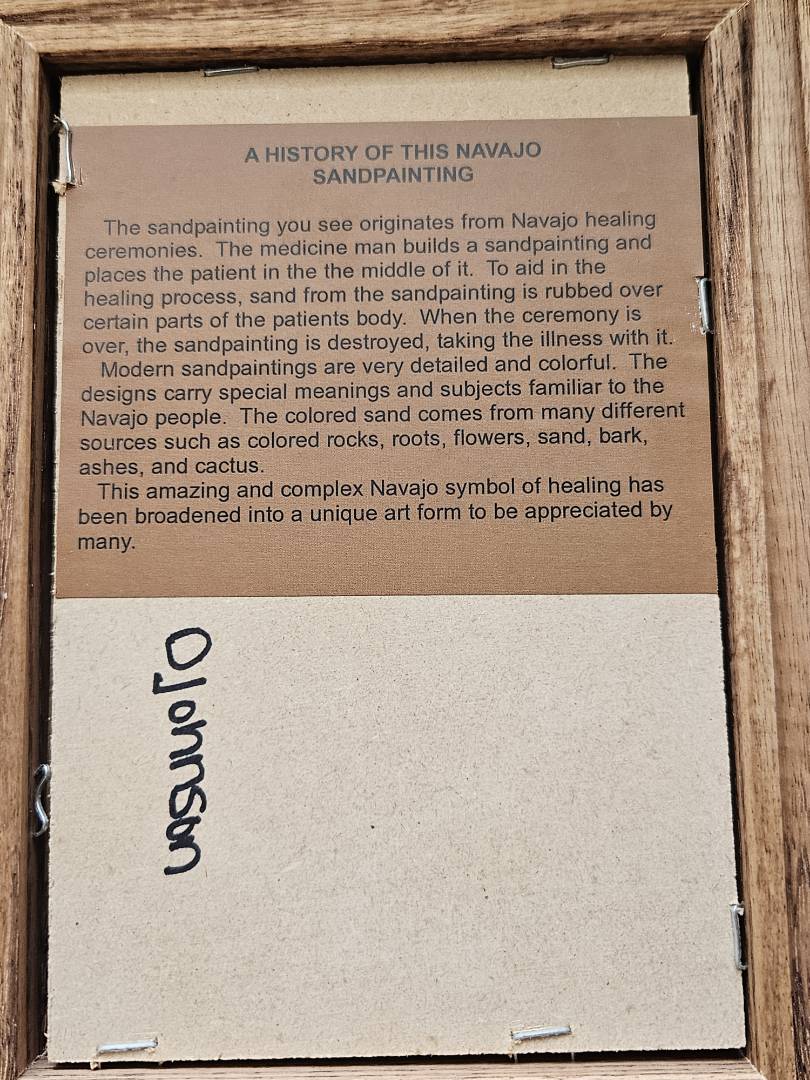 A HISTORY OF THIS NAVAJO
SANDPAINTING
The sandpainting you see originates from Navajo healing
ceremonies. The medicine man builds a sandpainting and
places the patient in the the middle of it. To aid in the
healing process, sand from the sandpainting is rubbed over
certain parts of the patients body. When the ceremony is
over, the sandpainting is destroyed, taking the illness with it.
Modern sandpaintings are very detailed and colorful. The
designs carry special meanings and subjects familiar to the
Navajo people. The colored sand comes from many different
sources such as colored rocks, roots, flowers, sand, bark,
ashes, and cactus.
This amazing and complex Navajo symbol of healing has
been broadened into a unique art form to be appreciated by
many.